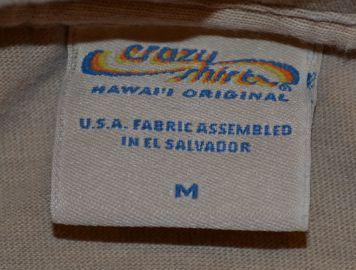 crazy
shirts®
HAWAI'I ORIGINAL
U.S.A. FABRIC ASSEMBLED
IN EL SALVADOR
M